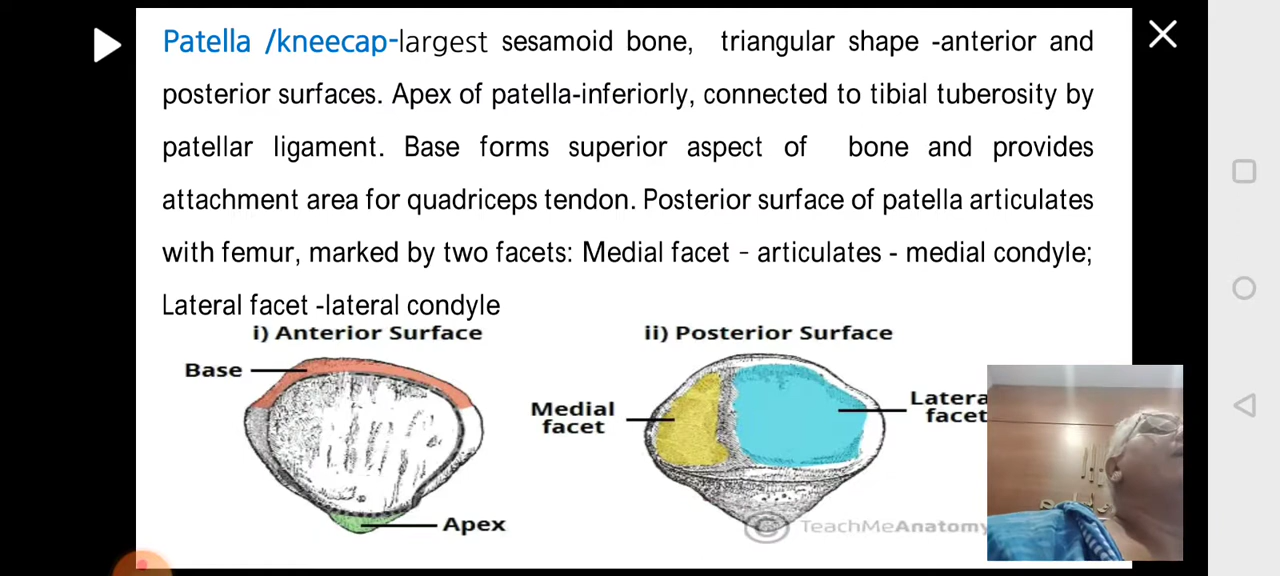 Patella /kneecap-largest sesamoid bone, triangular shape -anterior and
posterior surfaces. Apex of patella-inferiorly, connected to tibial tuberosity by
patellar ligament. Base forms superior aspect of bone and provides
attachment area for quadriceps tendon. Posterior surface of patella articulates
with femur, marked by two facets: Medial facet - articulates - medial condyle;
Lateral facet -lateral condyle
i) Anterior Surface
Base
Apex
ii) Posterior Surface
Medial
facet
Latera
facet
© TeachMeAnatomy